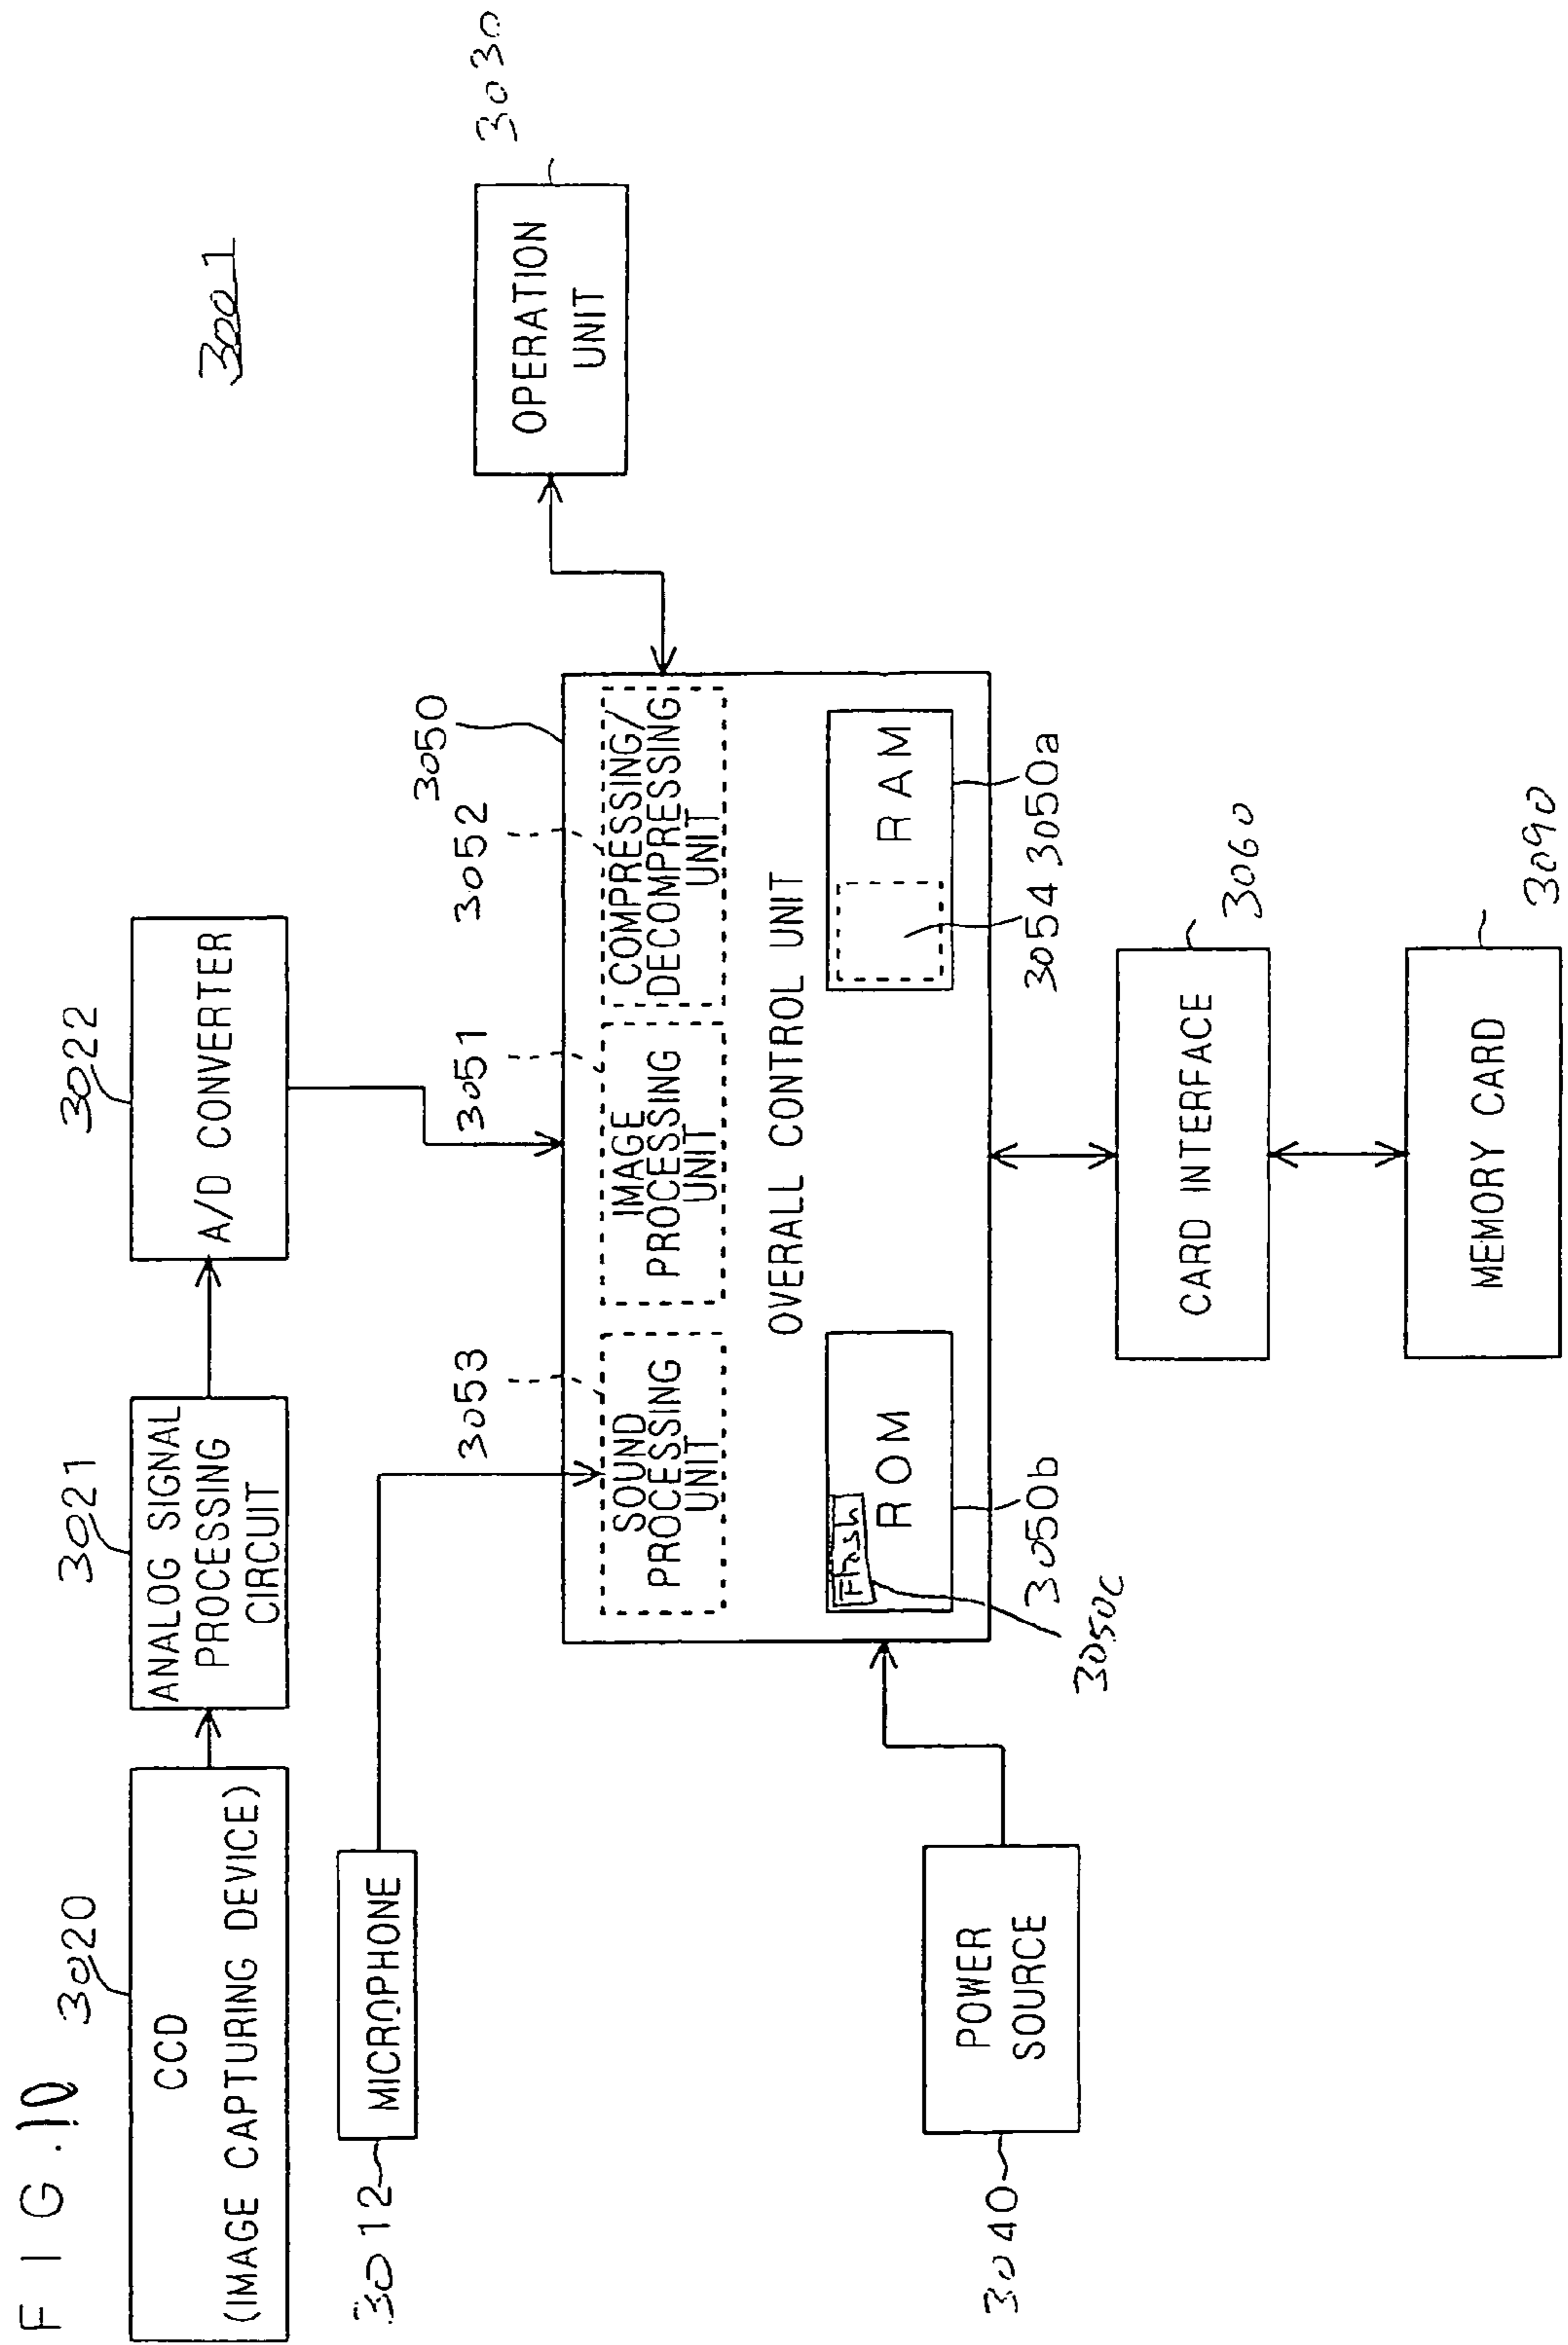 FIG.10
3001
3020
CCD
(IMAGE CAPTURING DEVICE)
3021
ANALOG SIGNAL
PROCESSING
CIRCUIT
3022
A/D CONVERTER
3012
MICROPHONE
3030
OPERATION
UNIT
3050
3053
SOUND
PROCESSING
UNIT
3051
IMAGE
PROCESSING
UNIT
3052
COMPRESSING/
DECOMPRESSING
UNIT
OVERALL CONTROL UNIT
Flash
ROM
3050b
3050c
RAM
3054
3050a
3040
POWER
SOURCE
CARD INTERFACE
3060
MEMORY CARD
3090